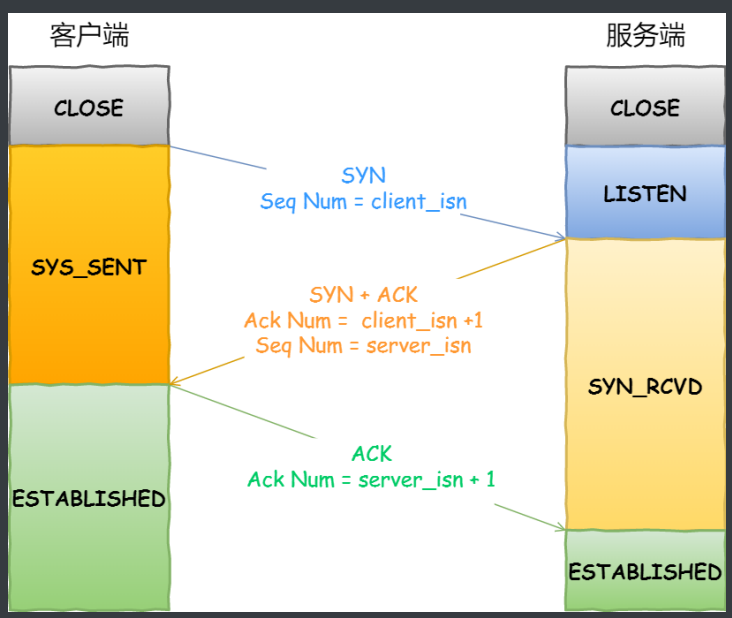 客户端
服务端
CLOSE
CLOSE
SYN
Seq Num = client_isn
LISTEN
SYS_SENT
SYN + ACK
Ack Num = client_isn +1
Seq Num = server_isn
SYN_RCVD
ACK
Ack Num = server_isn + 1
ESTABLISHED
ESTABLISHED